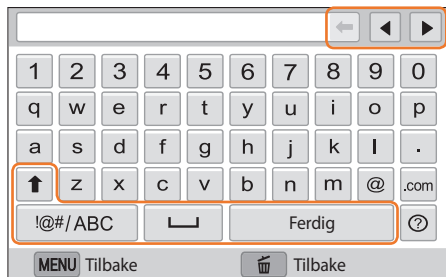 1 2 3 4 5 6 7 8 9 0
q w e r t y u i o p
a s d f g h j k l .
z x c v b n m @ .com
!@#/ABC Ferdig ?
MENU Tilbake Tilbake